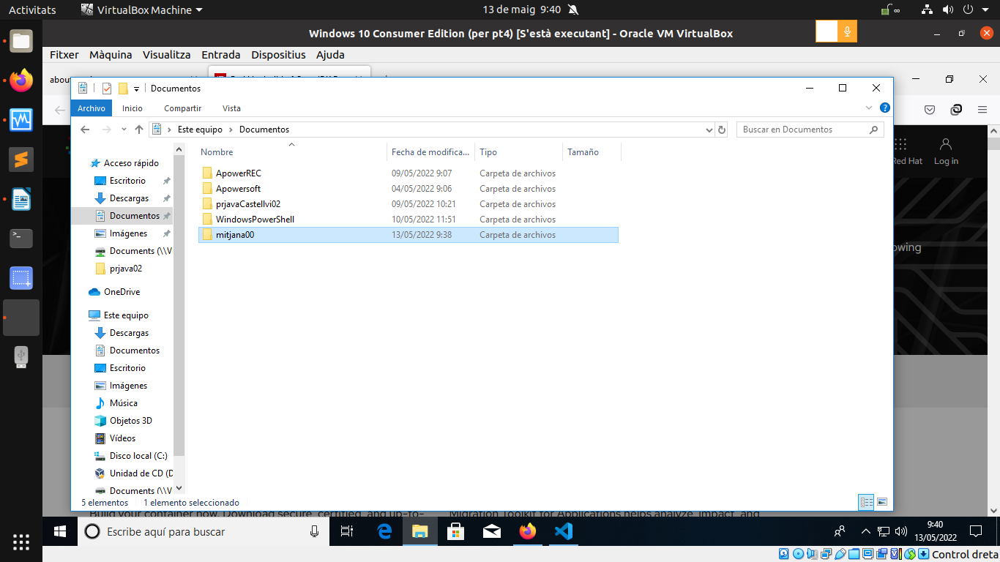 Activitats
VirtualBox Machine
13 de maig 9:40
Windows 10 Consumer Edition (per pt4) [S'està executant] - Oracle VM VirtualBox
Fitxer Màquina Visualitza Entrada Dispositius Ajuda
Documentos
Archivo Inicio Compartir Vista
Este equipo > Documentos
Buscar en Documentos
Red Hat Log in
Nombre Fecha de modifica... Tipo Tamaño
Acceso rápido
Escritorio
Descargas
Documentos
Imágenes
Documents (\\V
prjava02
OneDrive
Este equipo
Descargas
Documentos
Escritorio
Imágenes
Música
Objetos 3D
Vídeos
Disco local (C:)
Unidad de CD (D
Documents (\\V
ApowerREC 09/05/2022 9:07 Carpeta de archivos
Apowersoft 04/05/2022 9:06 Carpeta de archivos
prjavaCastellvi02 09/05/2022 10:21 Carpeta de archivos
WindowsPowerShell 10/05/2022 11:51 Carpeta de archivos
mitjana00 13/05/2022 9:38 Carpeta de archivos
owing
5 elementos 1 elemento seleccionado
Build your container now. Download secure, certified, and up-to-
Migration Toolkit for Applications helps analyze, impact, and
Escribe aquí para buscar
9:40
13/05/2022
Control dreta